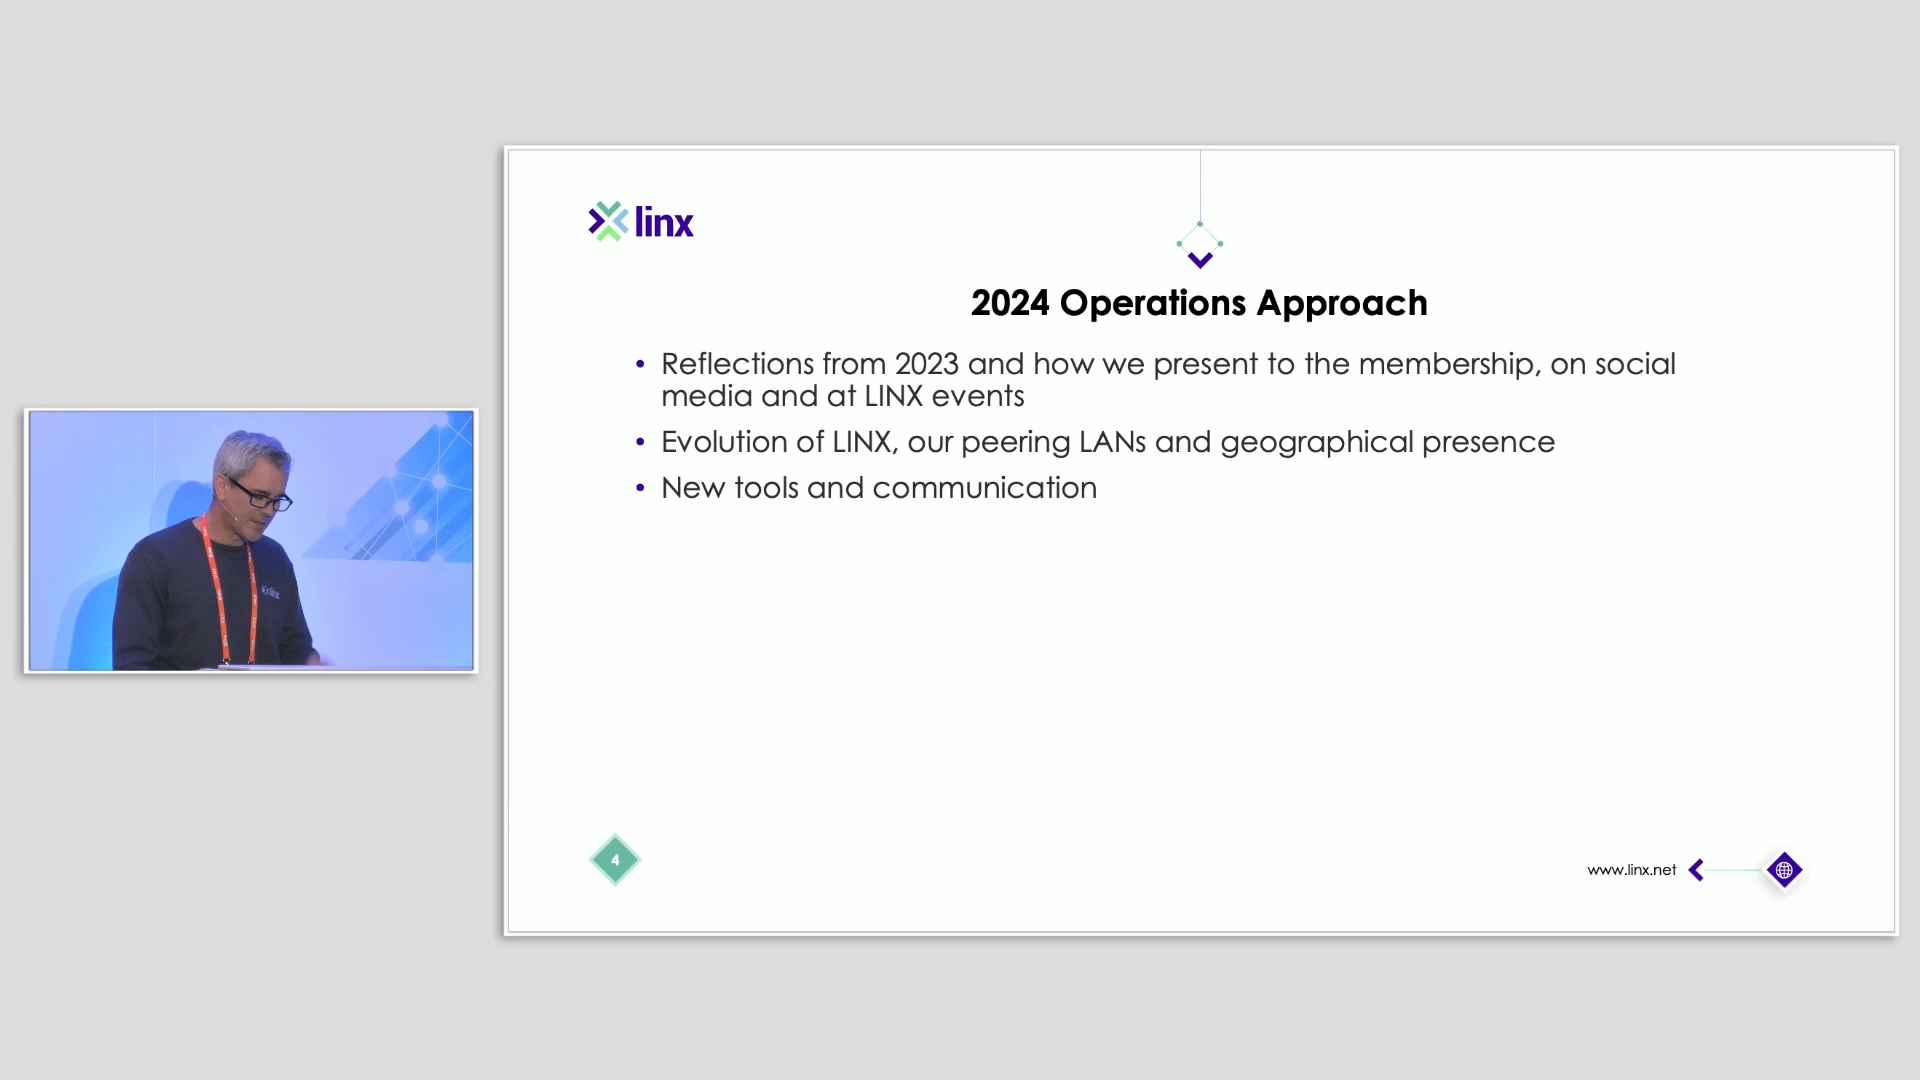 linx
2024 Operations Approach
• Reflections from 2023 and how we present to the membership, on social
media and at LINX events
• Evolution of LINX, our peering LANs and geographical presence
• New tools and communication
4
www.linx.net